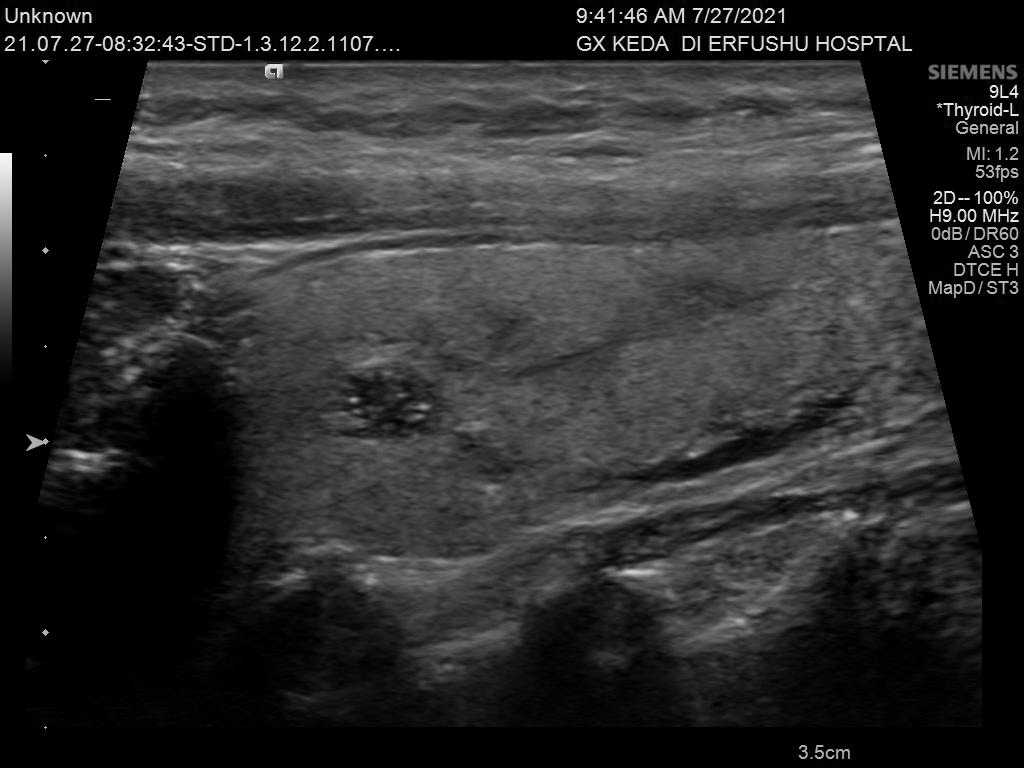 Unknown
9:41:46 AM 7/27/2021
21.07.27-08:32:43-STD-1.3.12.2.1107....
GX KEDA DI ERFUSHU HOSPTAL
SIEMENS
9L4
*Thyroid-L
General
MI: 1.2
53fps
2D--100%
H9.00 MHz
0dB/DR60
ASC 3
DTCE H
MapD/ST3
3.5cm